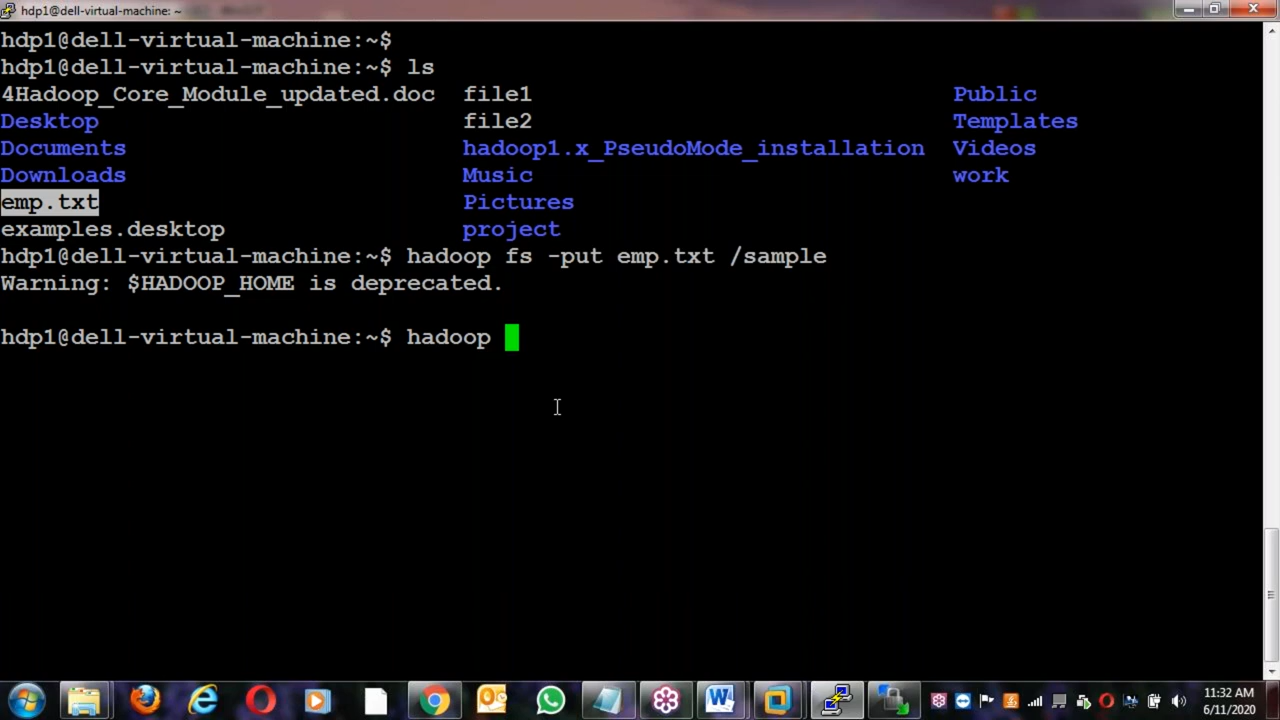 hdp1@dell-virtual-machine: ~
hdp1@dell-virtual-machine:~$
hdp1@dell-virtual-machine:~$ ls
4Hadoop_Core_Module_updated.doc file1 Public
Desktop file2 Templates
Documents hadoop1.x_PseudoMode_installation Videos
Downloads Music work
emp.txt Pictures
examples.desktop project
hdp1@dell-virtual-machine:~$ hadoop fs -put emp.txt /sample
Warning: $HADOOP_HOME is deprecated.
hdp1@dell-virtual-machine:~$ hadoop
11:32 AM
6/11/2020